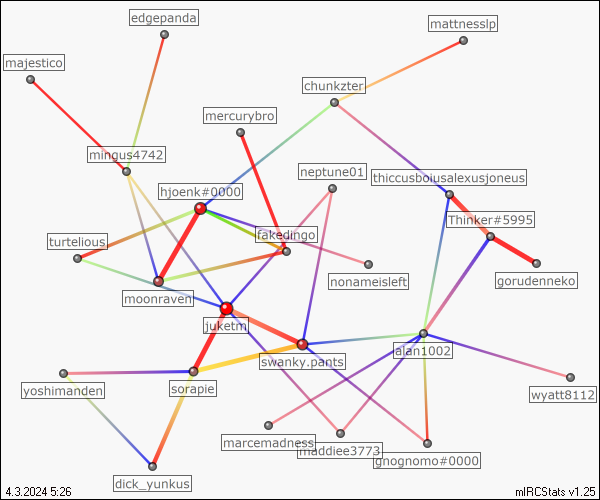 edgepanda
mattnesslp
majestico
chunkzter
mercurybro
mingus4742
neptune01
thiccusboiusalexusjoneus
hjoenk#0000
Thinker#5995
fakedingo
turtelious
nonameisleft
gorudenneko
moonraven
juketm
alan1002
swanky.pants
yoshimanden
sorapie
wyatt8112
marcemadness
maddiee3773
gnognomo#0000
dick_yunkus
4.3.2024 5:26
mIRCStats v1.25